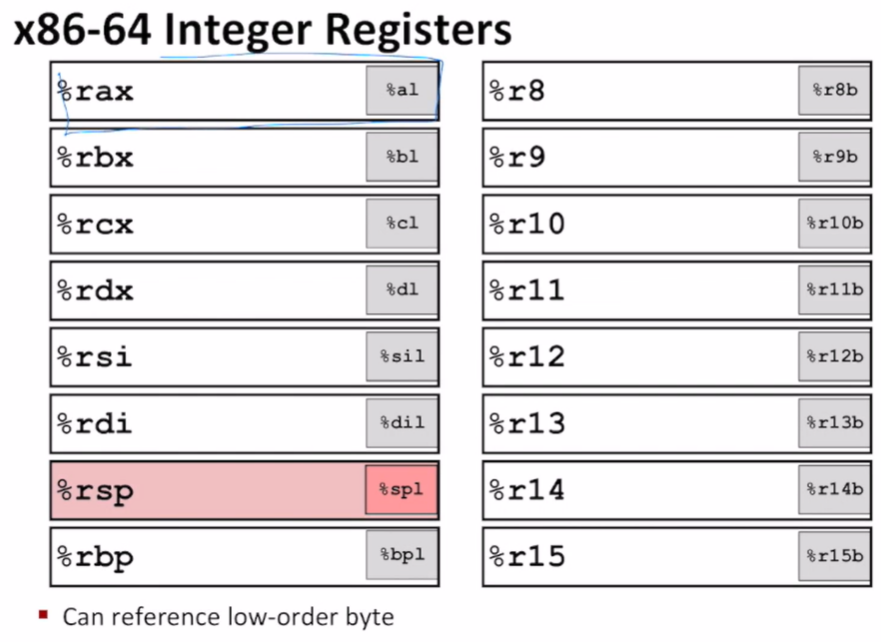 x86-64 Integer Registers
%rax %al %r8 %r8b
%rbx %bl %r9 %r9b
%rcx %cl %r10 %r10b
%rdx %dl %r11 %r11b
%rsi %sil %r12 %r12b
%rdi %dil %r13 %r13b
%rsp %spl %r14 %r14b
%rbp %bpl %r15 %r15b
▪ Can reference low-order byte